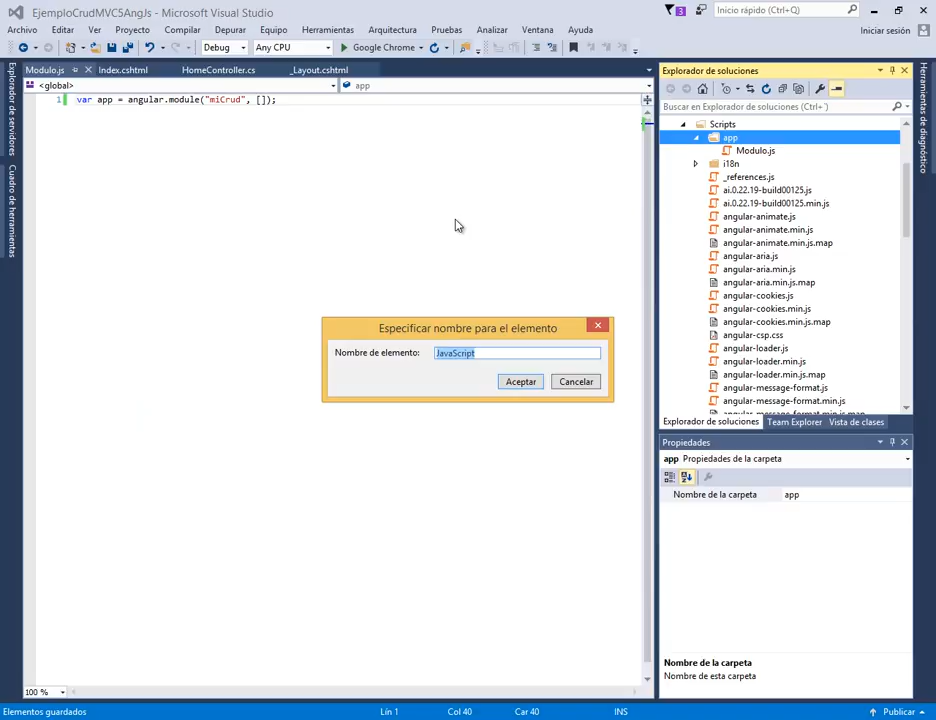 EjemploCrudMVC5AngJs - Microsoft Visual Studio
3
Inicio rápido (Ctrl+Q)
Archivo Editar Ver Proyecto Compilar Depurar Equipo Herramientas Arquitectura Pruebas Analizar Ventana Ayuda
Iniciar sesión
Debug Any CPU Google Chrome
Explorador de servidores
Cuadro de herramientas
Modulo.js Index.cshtml HomeController.cs _Layout.cshtml
<global> app
1 var app = angular.module("miCrud", []);
Especificar nombre para el elemento
Nombre de elemento: JavaScript
Aceptar Cancelar
100 %
Explorador de soluciones
Buscar en Explorador de soluciones (Ctrl+´)
Scripts
app
Modulo.js
i18n
_references.js
ai.0.22.19-build00125.js
ai.0.22.19-build00125.min.js
angular-animate.js
angular-animate.min.js
angular-animate.min.js.map
angular-aria.js
angular-aria.min.js
angular-aria.min.js.map
angular-cookies.js
angular-cookies.min.js
angular-cookies.min.js.map
angular-csp.css
angular-loader.js
angular-loader.min.js
angular-loader.min.js.map
angular-message-format.js
angular-message-format.min.js
angular-message-format.min.js.map
Explorador de soluciones Team Explorer Vista de clases
Propiedades
app Propiedades de la carpeta
Nombre de la carpeta app
Nombre de la carpeta
Nombre de esta carpeta
Herramientas de diagnóstico
Elementos guardados Lín 1 Col 40 Car 40 INS Publicar